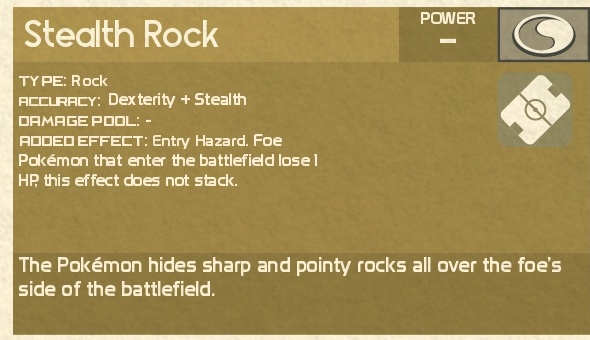 Stealth Rock
POWER
–
TYPE: Rock
ACCURACY: Dexterity + Stealth
DAMAGE POOL: -
ADDED EFFECT: Entry Hazard. Foe
Pokémon that enter the battlefield lose 1
HP, this effect does not stack.
The Pokémon hides sharp and pointy rocks all over the foe's
side of the battlefield.